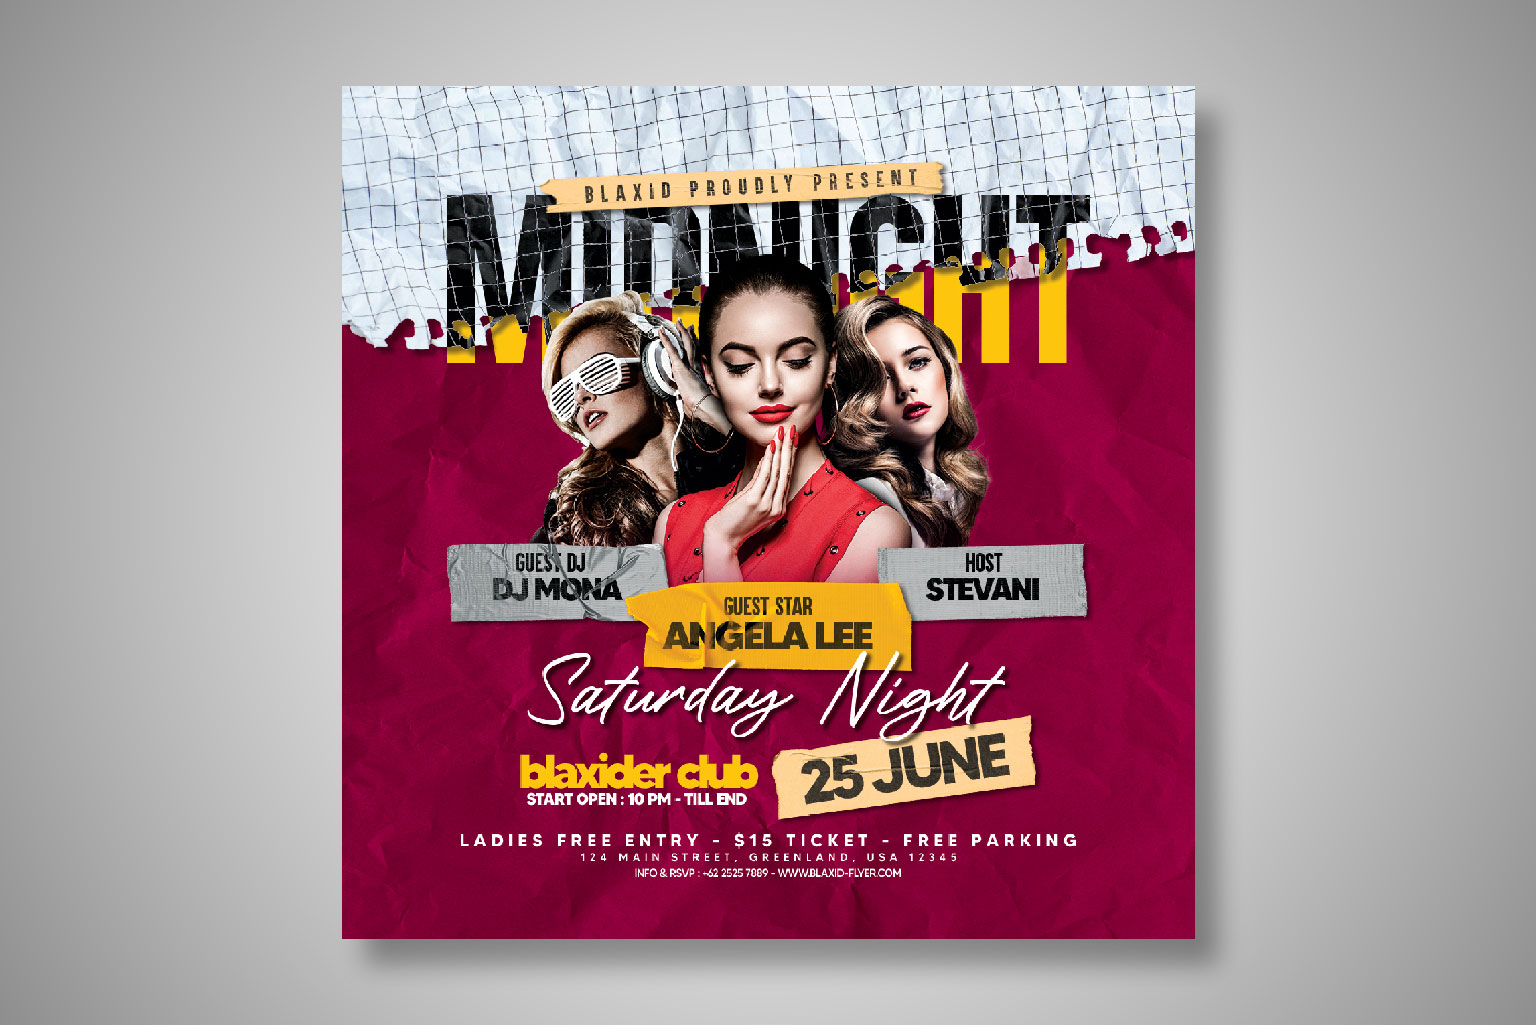 BLAXID PROUDLY PRESENT
MIDNIGHT
GUEST DJ
DJ MONA
HOST
STEVANI
GUEST STAR
ANGELA LEE
Saturday Night
25 JUNE
blaxider club
START OPEN : 10 PM - TILL END
LADIES FREE ENTRY - $15 TICKET - FREE PARKING
124 MAIN STREET, GREENLAND, USA 12345
INFO & RSVP : +62 2525 7889 - WWW.BLAXID-FLYER.COM